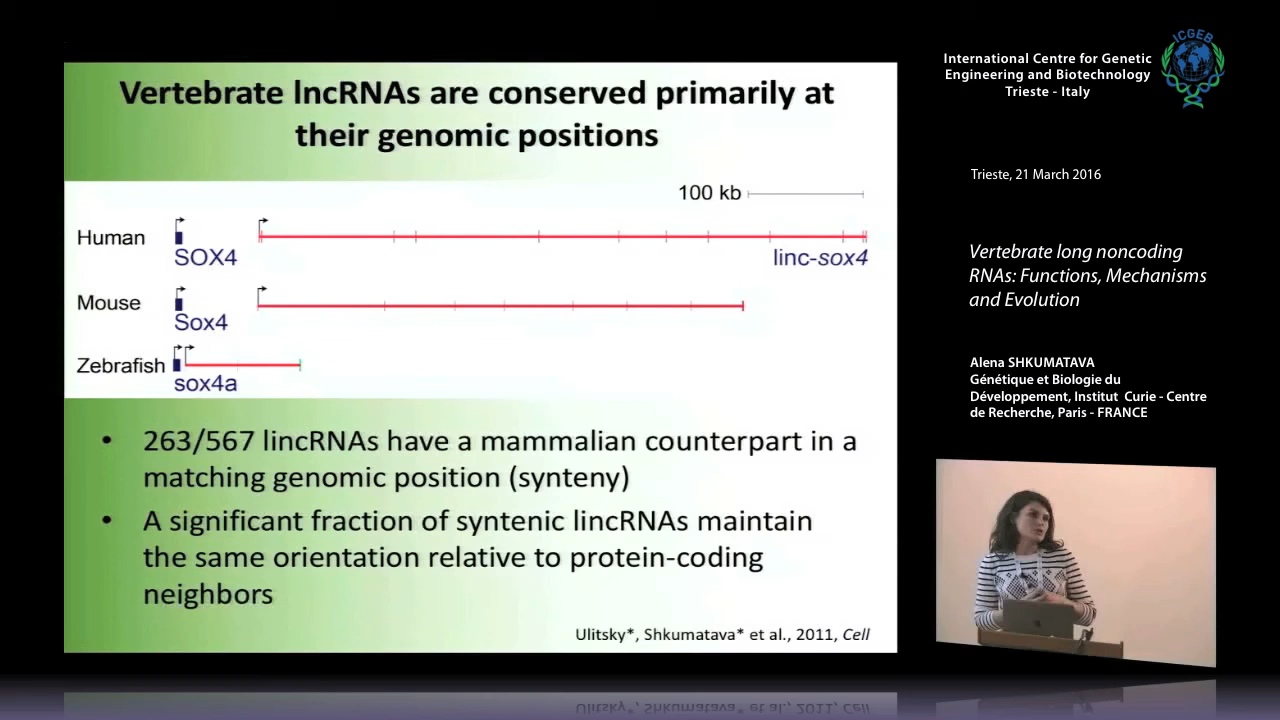 Vertebrate lncRNAs are conserved primarily at
their genomic positions
100 kb
Human
SOX4
linc-sox4
Mouse
Sox4
Zebrafish
sox4a
• 263/567 lincRNAs have a mammalian counterpart in a
matching genomic position (synteny)
• A significant fraction of syntenic lincRNAs maintain
the same orientation relative to protein-coding
neighbors
Ulitsky*, Shkumatava* et al., 2011, Cell
International Centre for Genetic
Engineering and Biotechnology
Trieste - Italy
ICGEB
Trieste, 21 March 2016
Vertebrate long noncoding
RNAs: Functions, Mechanisms
and Evolution
Alena SHKUMATAVA
Génétique et Biologie du
Développement, Institut Curie - Centre
de Recherche, Paris - FRANCE